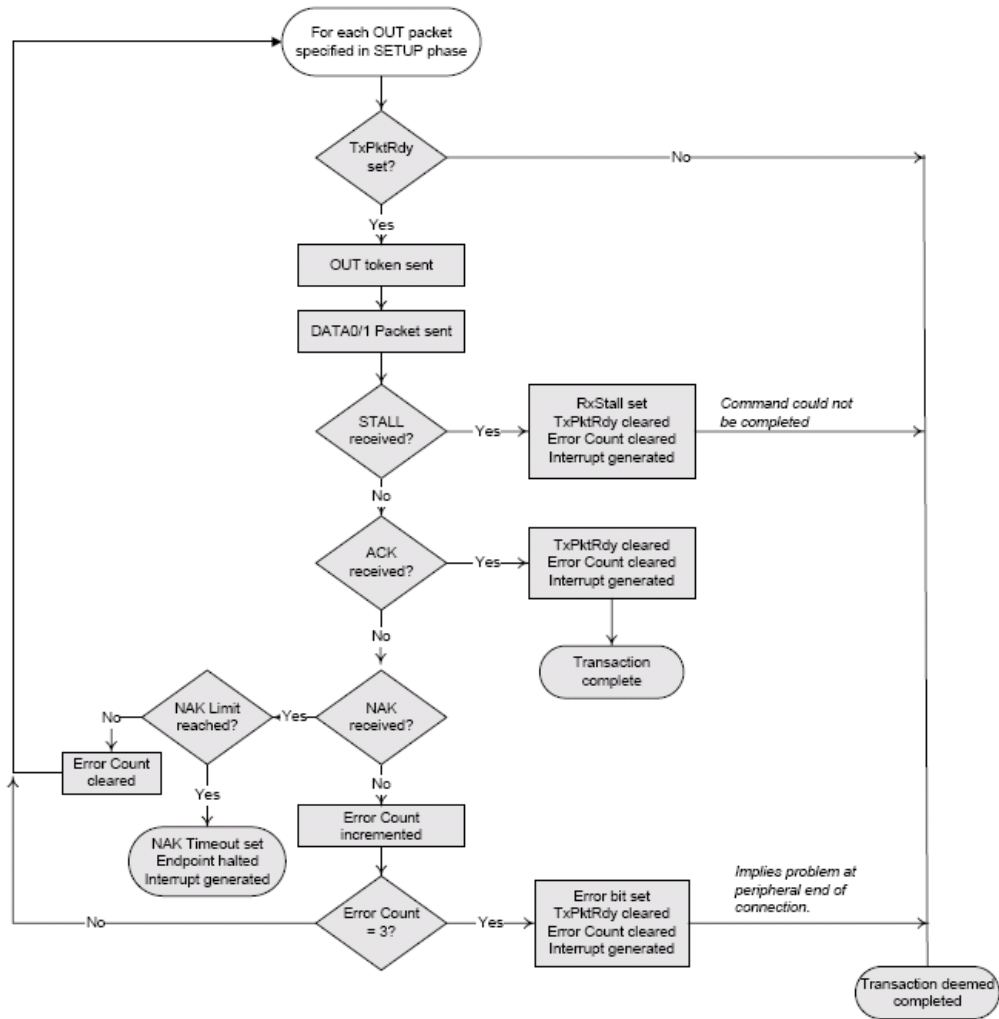 For each OUT packet
specified in SETUP phase
TxPktRdy
set?
No
Yes
OUT token sent
DATA0/1 Packet sent
STALL
received?
Yes
RxStall set
TxPktRdy cleared
Error Count cleared
Interrupt generated
Command could not
be completed
No
ACK
received?
Yes
TxPktRdy cleared
Error Count cleared
Interrupt generated
No
Transaction
complete
NAK Limit
reached?
Yes
NAK
received?
No
Error Count
cleared
Yes
No
NAK Timeout set
Endpoint halted
Interrupt generated
Error Count
incremented
Error Count
= 3?
No
Yes
Error bit set
TxPktRdy cleared
Error Count cleared
Interrupt generated
Implies problem at
peripheral end of
connection.
Transaction deemed
completed